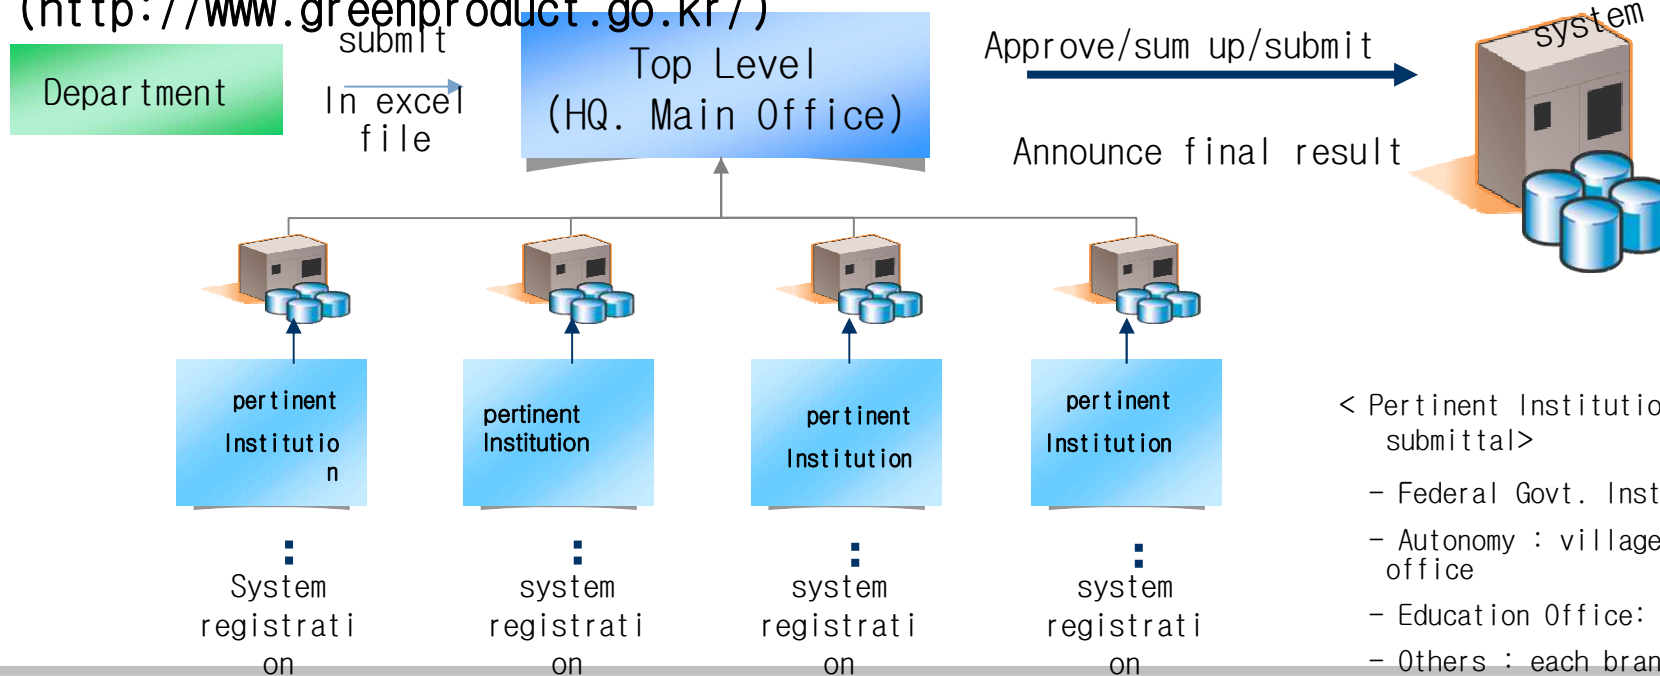 (http://www.greenproduct.go.kr/)
Department
submit
In excel
file
Top Level
(HQ. Main Office)
Approve/sum up/submit
Announce final result
system
pertinent
Institutio
n
pertinent
Institution
pertinent
Institution
pertinent
Institution
:
System
registrati
on
:
system
registrati
on
:
system
registrati
on
:
system
registrati
on
< Pertinent Institutio
submittal>
- Federal Govt. Inst
- Autonomy : village
office
- Education Office:
- Others : each bran